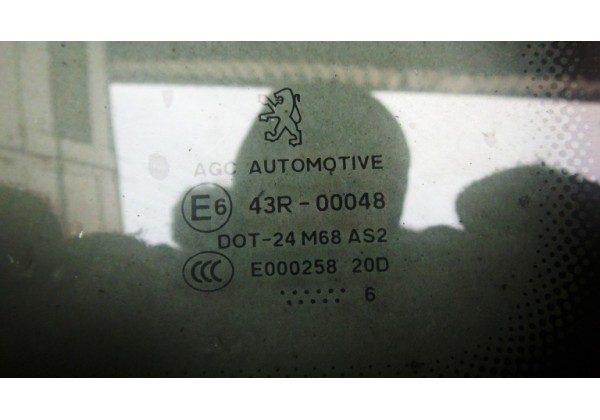 AGC AUTOMOTIVE
E6 43R-00048
DOT-24 M68 AS2
CCC E000258 20D
6